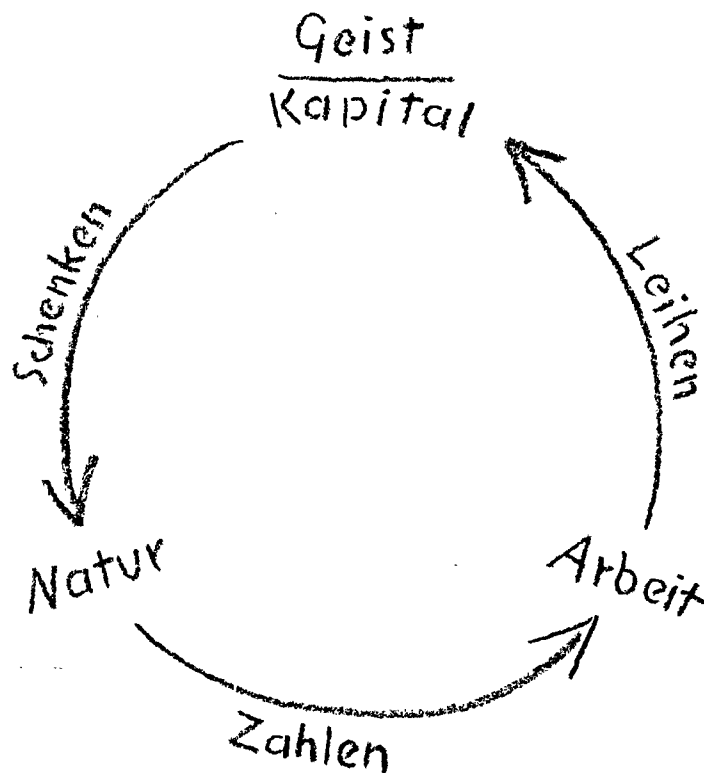 Geist
Kapital
Schenken
Leihen
Natur
Arbeit
Zahlen